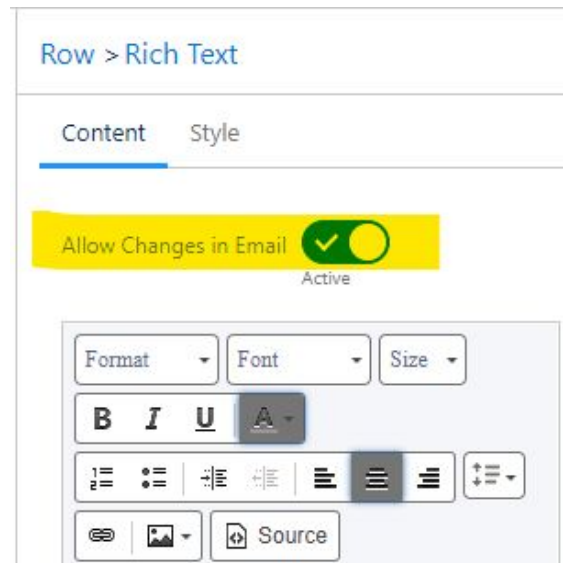 Row > Rich Text
Content Style
Allow Changes in Email
Active
Format Font Size
B I U A
Source